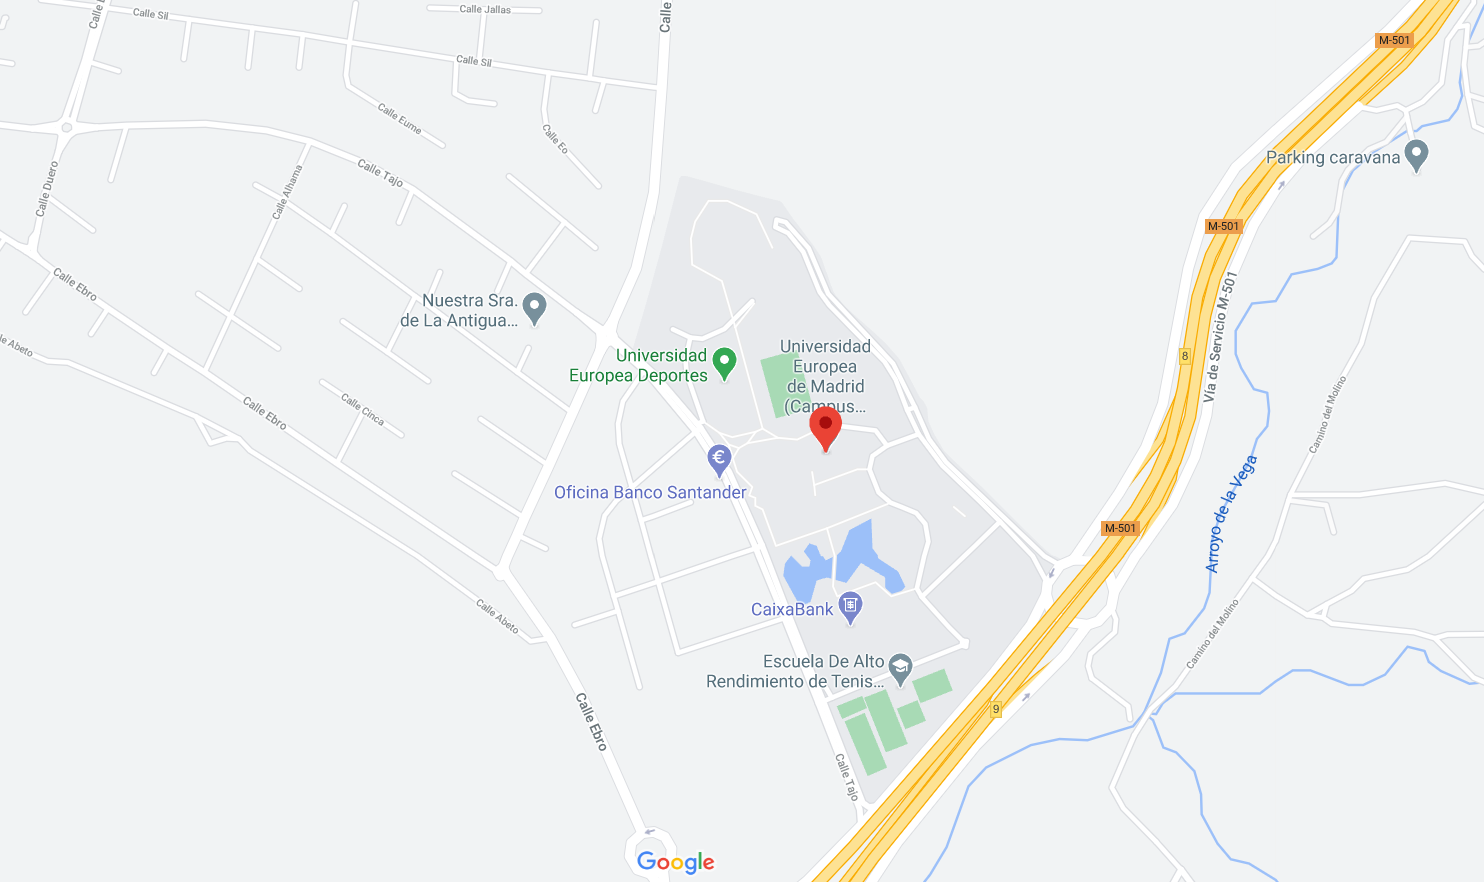 Calle Sil
Calle Jallas
Calle
M-501
Calle Sil
Calle Eume
Calle Eo
Parking caravana
Calle Tajo
Calle Alhama
Calle Duero
M-501
Calle Ebro
Vía de Servicio M-501
Nuestra Sra.
de La Antigua...
Universidad
Europea Deportes
Universidad
Europea
de Madrid
(Campus...
8
Abeto
Calle Cinca
Calle Ebro
Camino del Molino
€
Oficina Banco Santander
Arroyo de la Vega
M-501
CaixaBank
Calle Abeto
Camino del Molino
Escuela De Alto
Rendimiento de Tenis...
9
Calle Ebro
Calle Tajo
Google